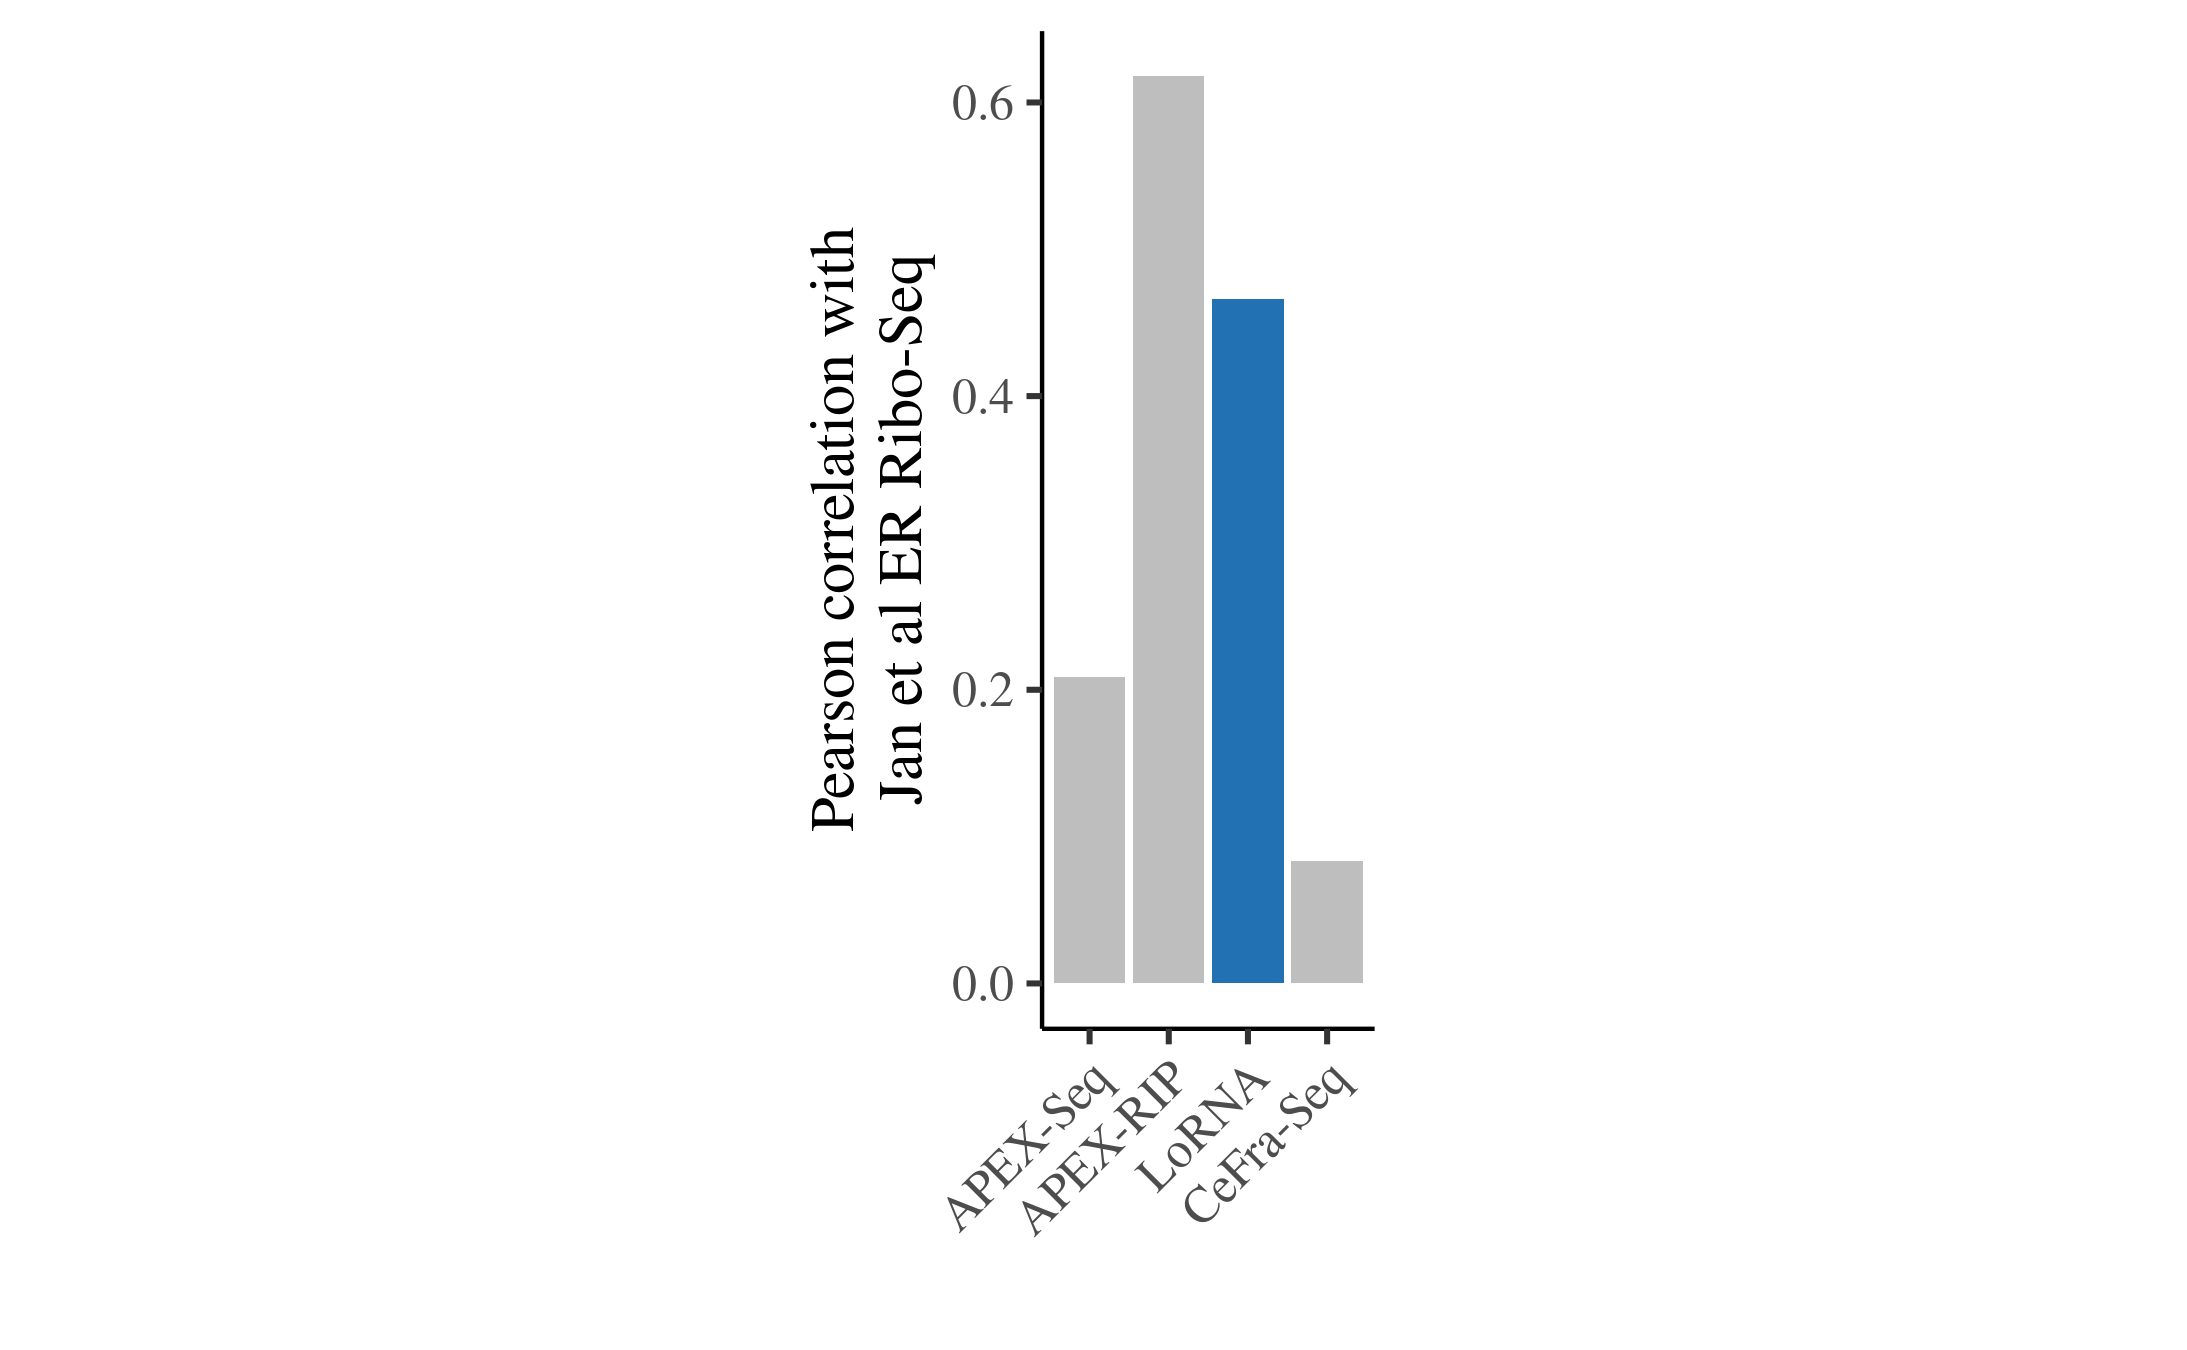 Pearson correlation with
Jan et al ER Ribo-Seq
0.6
0.4
0.2
0.0
APEX-Seq
APEX-RIP
LoRNA
CeFra-Seq